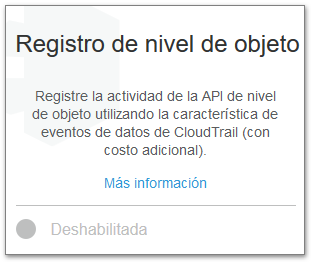 Registro de nivel de objeto
Registre la actividad de la API de nivel
de objeto utilizando la característica de
eventos de datos de CloudTrail (con
costo adicional).
Más información
Deshabilitada